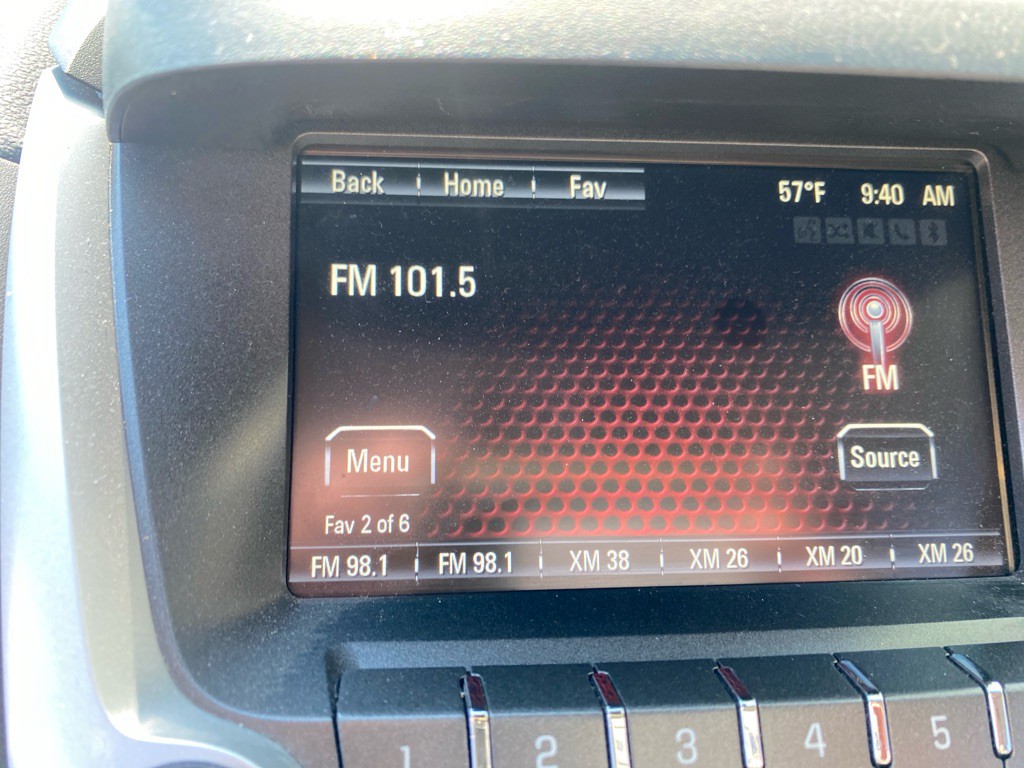 Back Home Fav 57°F 9:40 AM
FM 101.5
FM
Menu Source
Fav 2 of 6
FM 98.1 FM 98.1 XM 38 XM 26 XM 20 XM 26
1 2 3 4 5